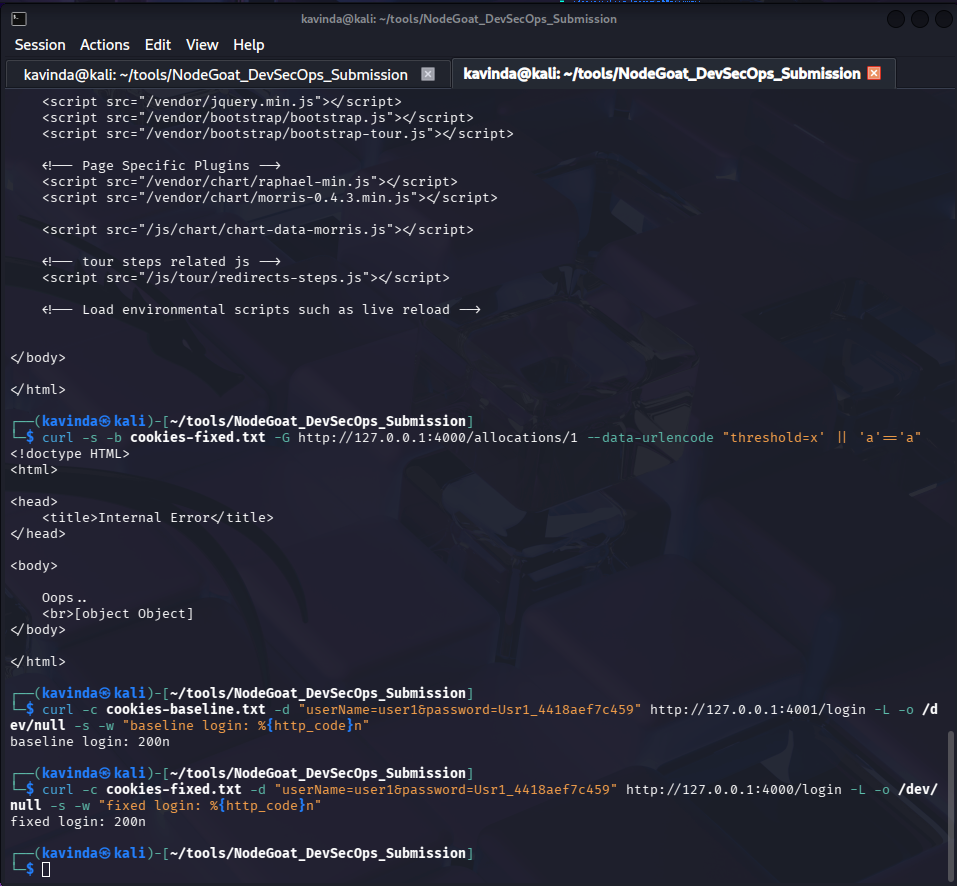 kavinda@kali: ~/tools/NodeGoat_DevSecOps_Submission
Session Actions Edit View Help
kavinda@kali: ~/tools/NodeGoat_DevSecOps_Submission kavinda@kali: ~/tools/NodeGoat_DevSecOps_Submission
<script src="/vendor/jquery.min.js"></script>
<script src="/vendor/bootstrap/bootstrap.js"></script>
<script src="/vendor/bootstrap/bootstrap-tour.js"></script>
<!-- Page Specific Plugins -->
<script src="/vendor/chart/raphael-min.js"></script>
<script src="/vendor/chart/morris-0.4.3.min.js"></script>
<script src="/js/chart/chart-data-morris.js"></script>
<!-- tour steps related js -->
<script src="/js/tour/redirects-steps.js"></script>
<!-- Load environmental scripts such as live reload -->
</body>
</html>
┌──(kavinda㉿kali)-[~/tools/NodeGoat_DevSecOps_Submission]
└─$ curl -s -b cookies-fixed.txt -G http://127.0.0.1:4000/allocations/1 --data-urlencode "threshold=x' || 'a'=='a"
<!doctype HTML>
<html>
<head>
<title>Internal Error</title>
</head>
<body>
Oops..
<br>[object Object]
</body>
</html>
┌──(kavinda㉿kali)-[~/tools/NodeGoat_DevSecOps_Submission]
└─$ curl -c cookies-baseline.txt -d "userName=user1&password=Usr1_4418aef7c459" http://127.0.0.1:4001/login -L -o /d
ev/null -s -w "baseline login: %{http_code}n"
baseline login: 200n
┌──(kavinda㉿kali)-[~/tools/NodeGoat_DevSecOps_Submission]
└─$ curl -c cookies-fixed.txt -d "userName=user1&password=Usr1_4418aef7c459" http://127.0.0.1:4000/login -L -o /dev/
null -s -w "fixed login: %{http_code}n"
fixed login: 200n
┌──(kavinda㉿kali)-[~/tools/NodeGoat_DevSecOps_Submission]
└─$